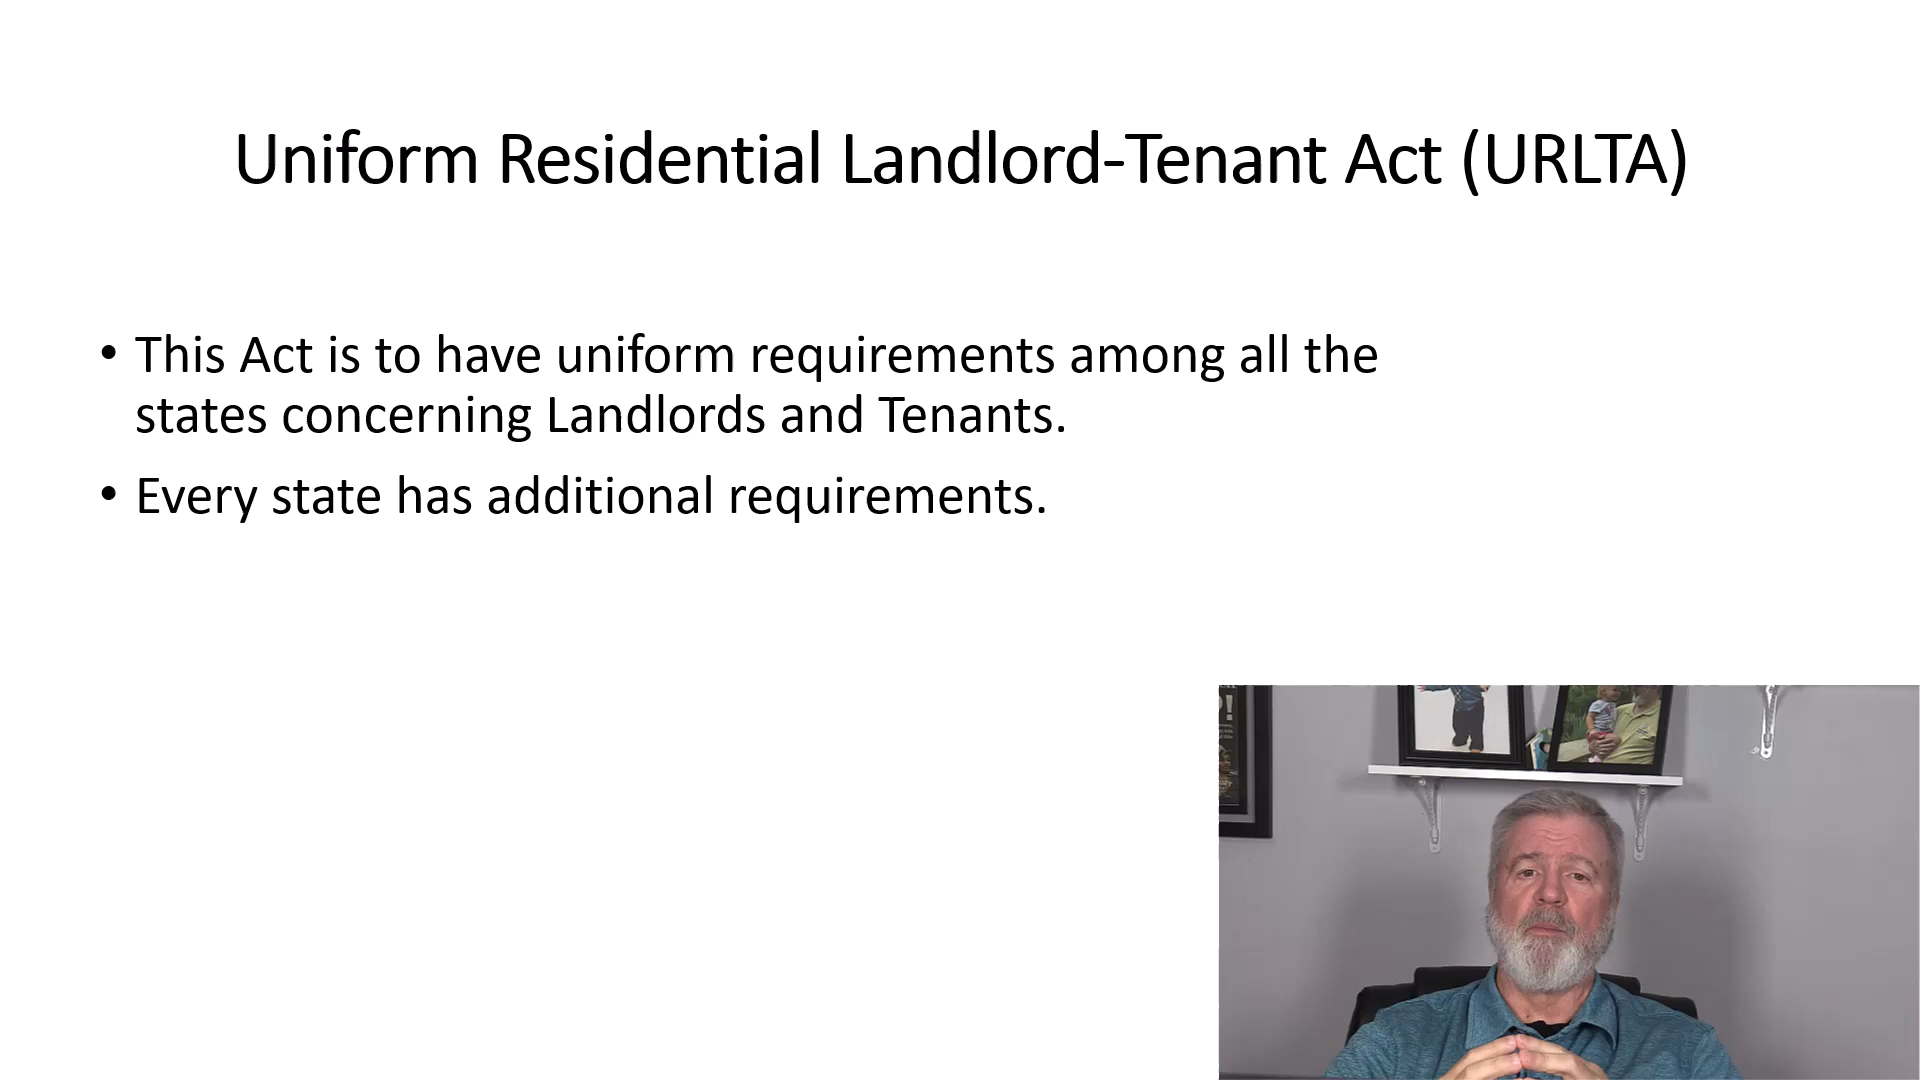 Uniform Residential Landlord-Tenant Act (URLTA)
• This Act is to have uniform requirements among all the
states concerning Landlords and Tenants.
• Every state has additional requirements.